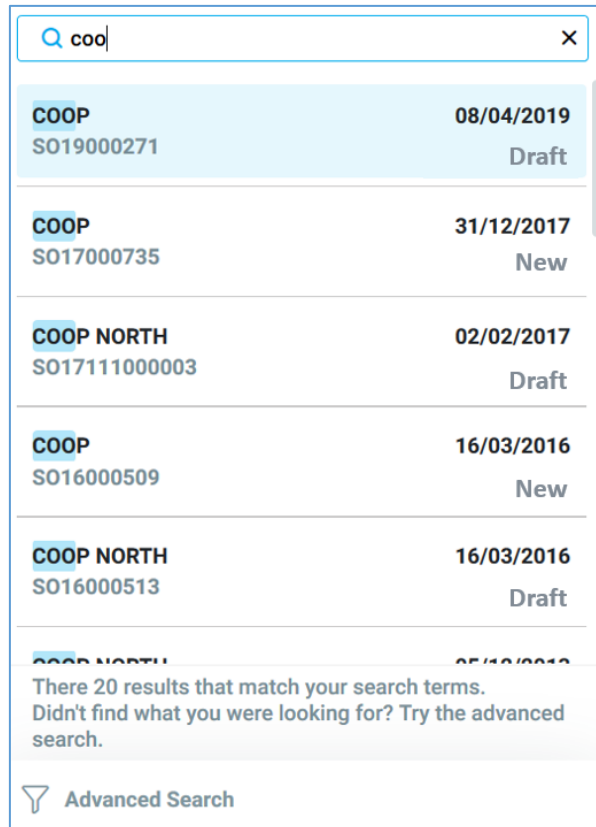 coo
COOP 08/04/2019
SO19000271 Draft
COOP 31/12/2017
SO17000735 New
COOP NORTH 02/02/2017
SO17111000003 Draft
COOP 16/03/2016
SO16000509 New
COOP NORTH 16/03/2016
SO16000513 Draft
COOP NORTH
There 20 results that match your search terms.
Didn't find what you were looking for? Try the advanced
search.
Advanced Search